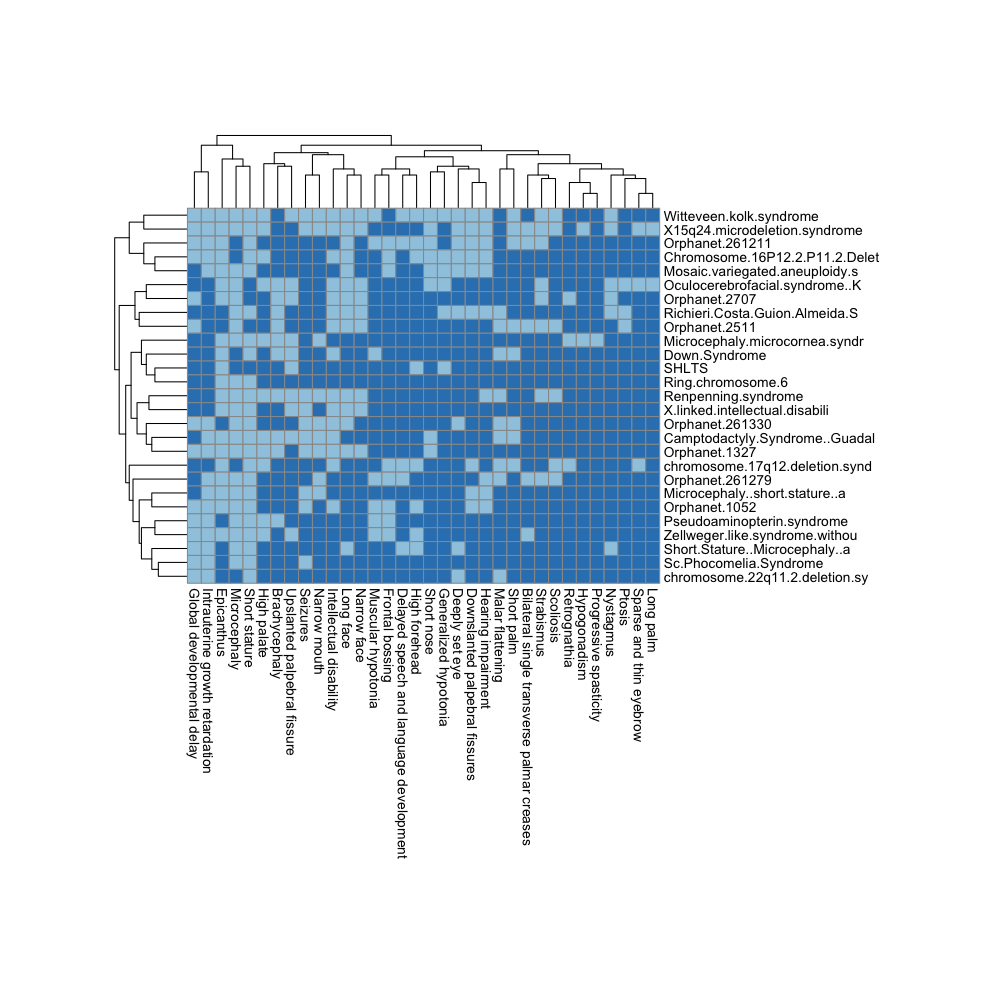 Witteveen.kolk.syndrome
X15q24.microdeletion.syndrome
Orphanet.261211
Chromosome.16P12.2.P11.2.Delet
Mosaic.variegated.aneuploidy.s
Oculocerebrofacial.syndrome..K
Orphanet.2707
Richieri.Costa.Guion.Almeida.S
Orphanet.2511
Microcephaly.microcornea.syndr
Down.Syndrome
SHLTS
Ring.chromosome.6
Renpenning.syndrome
X.linked.intellectual.disabili
Orphanet.261330
Camptodactyly.Syndrome..Guadal
Orphanet.1327
chromosome.17q12.deletion.synd
Orphanet.261279
Microcephaly..short.stature..a
Orphanet.1052
Pseudoaminopterin.syndrome
Zellweger.like.syndrome.withou
Short.Stature..Microcephaly..a
Sc.Phocomelia.Syndrome
chromosome.22q11.2.deletion.sy
Global developmental delay
Intrauterine growth retardation
Epicanthus
Microcephaly
Short stature
High palate
Brachycephaly
Upslanted palpebral fissure
Seizures
Narrow mouth
Intellectual disability
Long face
Narrow face
Muscular hypotonia
Frontal bossing
Delayed speech and language development
High forehead
Short nose
Generalized hypotonia
Deeply set eye
Downslanted palpebral fissures
Hearing impairment
Malar flattening
Short palm
Bilateral single transverse palmar creases
Strabismus
Scoliosis
Retrognathia
Hypogonadism
Progressive spasticity
Nystagmus
Ptosis
Sparse and thin eyebrow
Long palm